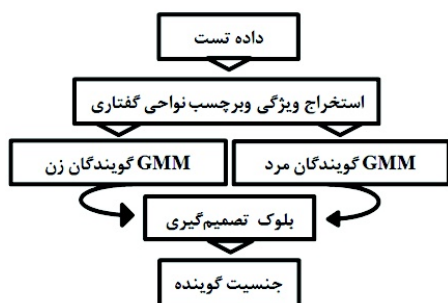 داده تست
استخراج ویژگی وبرچسب نواحی گفتاری
GMM گویندگان مرد
GMM گویندگان زن
بلوک تصمیم‌گیری
جنسیت گوینده